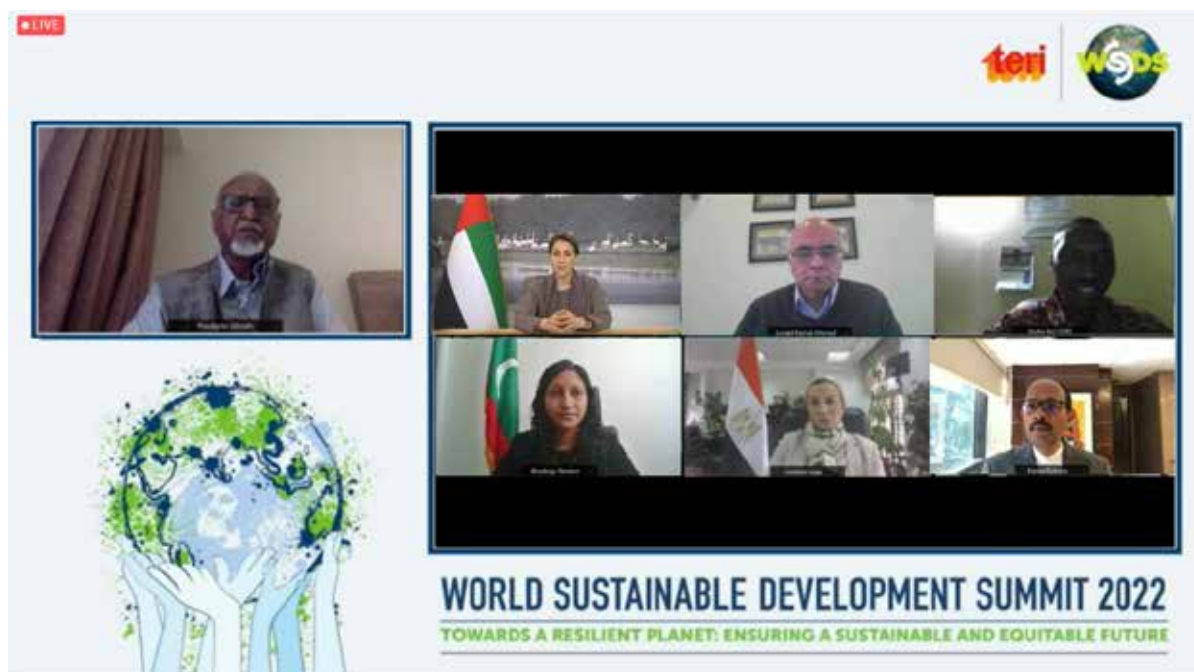 LIVE
teri
WSDS
WORLD SUSTAINABLE DEVELOPMENT SUMMIT 2022
TOWARDS A RESILIENT PLANET: ENSURING A SUSTAINABLE AND EQUITABLE FUTURE